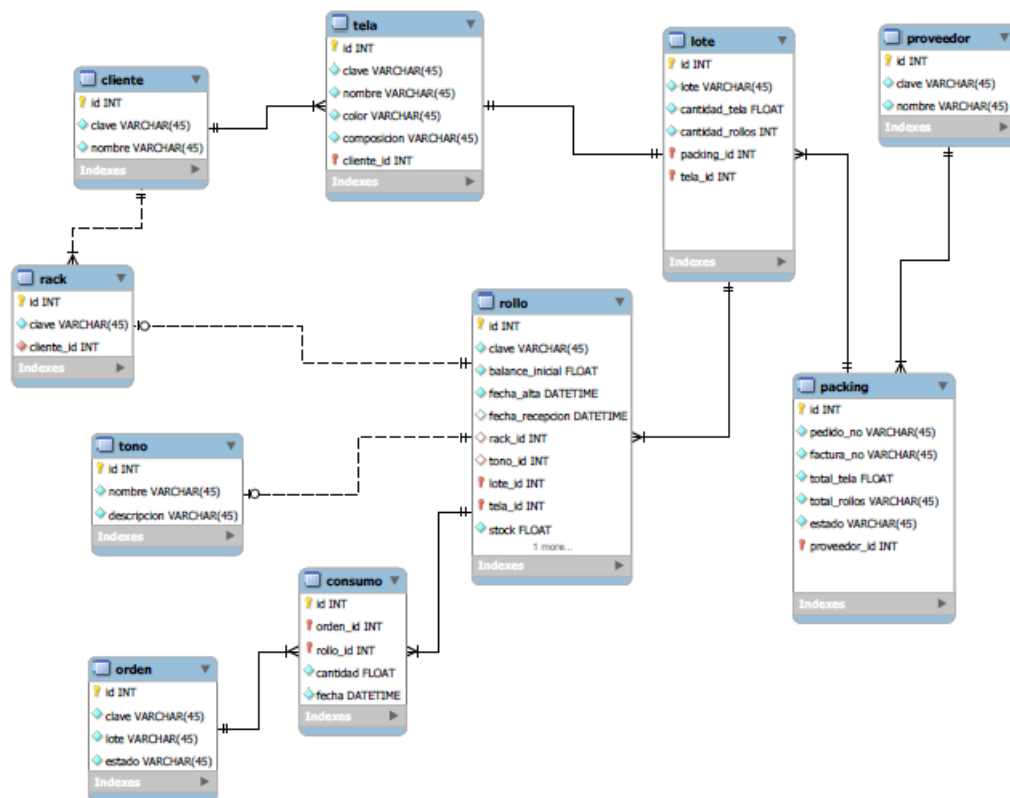 tela
id INT
clave VARCHAR(45)
nombre VARCHAR(45)
color VARCHAR(45)
composicion VARCHAR(45)
cliente_id INT
Indexes
lote
id INT
lote VARCHAR(45)
cantidad_tela FLOAT
cantidad_rollos INT
packing_id INT
tela_id INT
Indexes
proveedor
id INT
clave VARCHAR(45)
nombre VARCHAR(45)
Indexes
cliente
id INT
clave VARCHAR(45)
nombre VARCHAR(45)
Indexes
rack
id INT
clave VARCHAR(45)
cliente_id INT
Indexes
rollo
id INT
clave VARCHAR(45)
balance_inicial FLOAT
fecha_alta DATETIME
fecha_recepcion DATETIME
rack_id INT
tono_id INT
lote_id INT
tela_id INT
stock FLOAT
1 more...
Indexes
packing
id INT
pedido_no VARCHAR(45)
factura_no VARCHAR(45)
total_tela FLOAT
total_rollos VARCHAR(45)
estado VARCHAR(45)
proveedor_id INT
Indexes
tono
id INT
nombre VARCHAR(45)
descripcion VARCHAR(45)
Indexes
consumo
id INT
orden_id INT
rollo_id INT
cantidad FLOAT
fecha DATETIME
Indexes
orden
id INT
clave VARCHAR(45)
lote VARCHAR(45)
estado VARCHAR(45)
Indexes